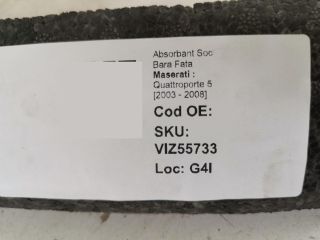 Absorbant Soc
Bara Fata
Maserati :
Quattroporte 5
[2003 - 2008]
Cod OE:
SKU:
VIZ55733
Loc: G4I